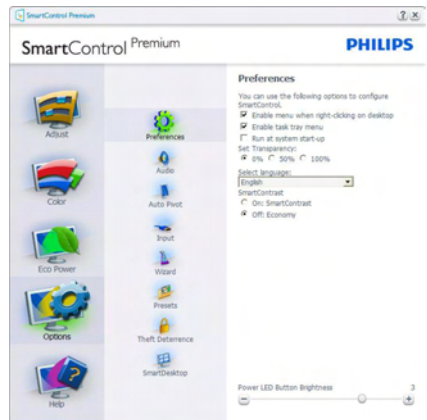 SmartControl Premium
SmartControl Premium
PHILIPS
Adjust
Color
Eco Power
Options
Help
Preferences
Audio
Auto Pivot
Input
Wizard
Presets
Theft Deterrence
SmartDesktop
Preferences
You can use the following options to configure
SmartControl.
Enable menu when right-clicking on desktop
Enable task tray menu
Run at system start-up
Set Transparency:
0% 50% 100%
Select language:
English
SmartContrast
On: SmartContrast
Off: Economy
Power LED Button Brightness 3